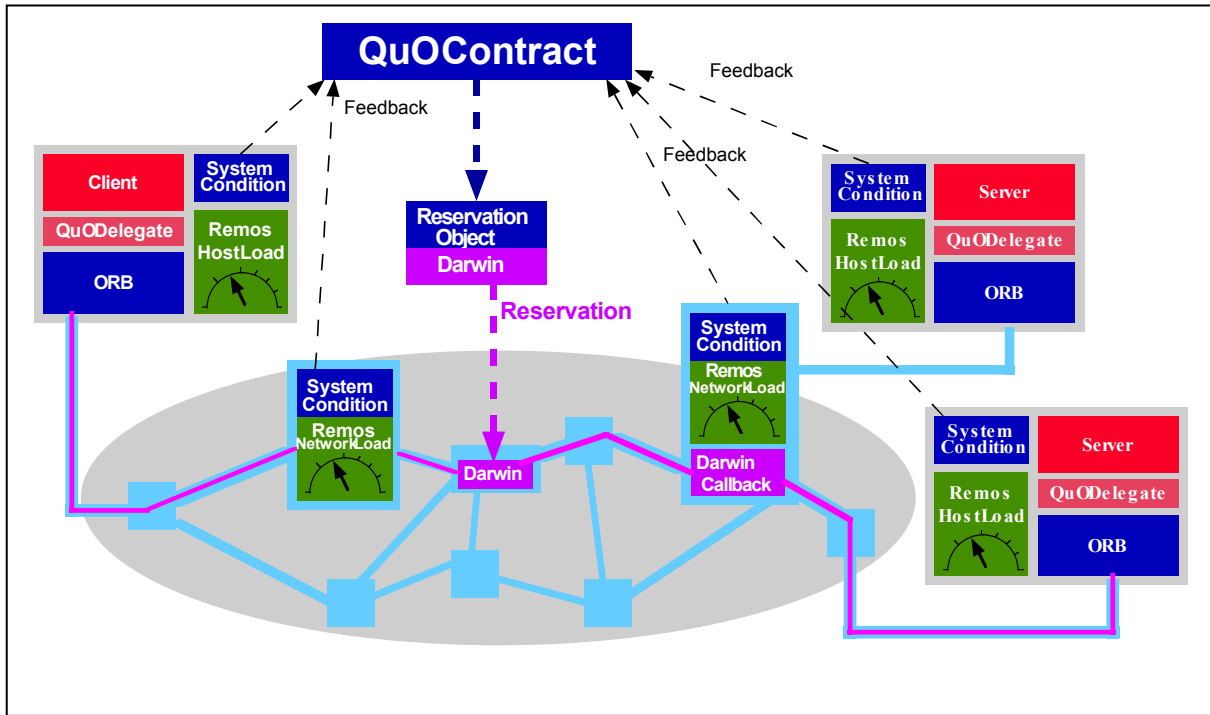 QuOContract
Feedback
Feedback
Feedback
Client
QuODelegate
ORB
System
Condition
Remos
HostLoad
Reservation
Object
Darwin
Reservation
System
Condition
Remos
HostLoad
Server
QuODelegate
ORB
System
Condition
Remos
NetworkLoad
System
Condition
Remos
NetworkLoad
Darwin
Darwin
Callback
System
Condition
Remos
HostLoad
Server
QuODelegate
ORB